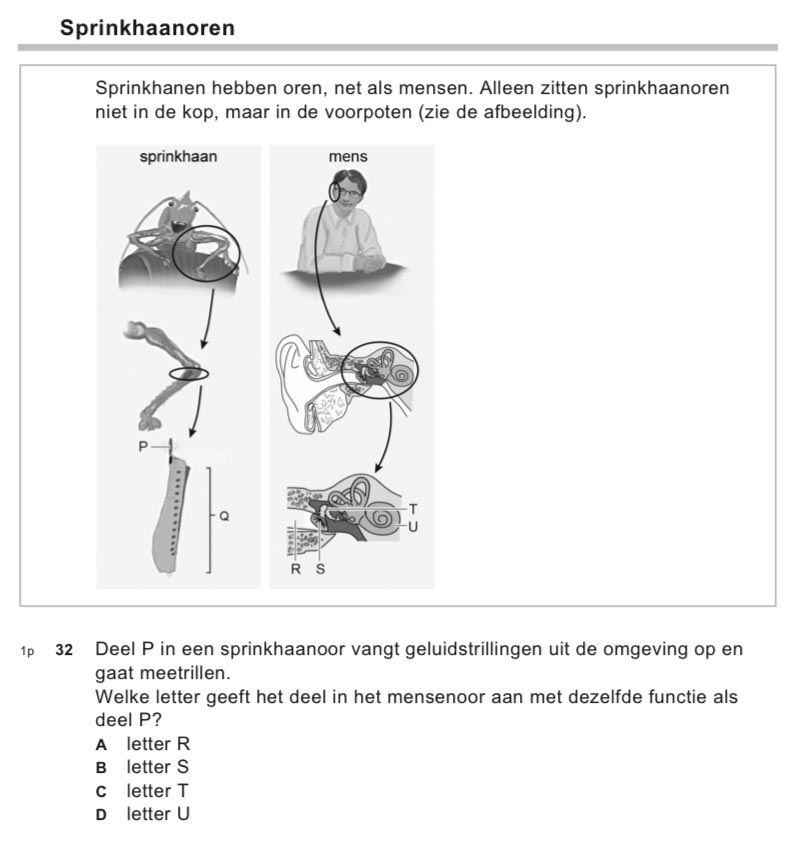 Sprinkhaanoren
Sprinkhanen hebben oren, net als mensen. Alleen zitten sprinkhaanoren
niet in de kop, maar in de voorpoten (zie de afbeelding).
sprinkhaan
mens
P
Q
T
U
R S
1p 32 Deel P in een sprinkhaanoor vangt geluidstrillingen uit de omgeving op en
gaat meetrillen.
Welke letter geeft het deel in het mensenoor aan met dezelfde functie als
deel P?
A letter R
B letter S
C letter T
D letter U